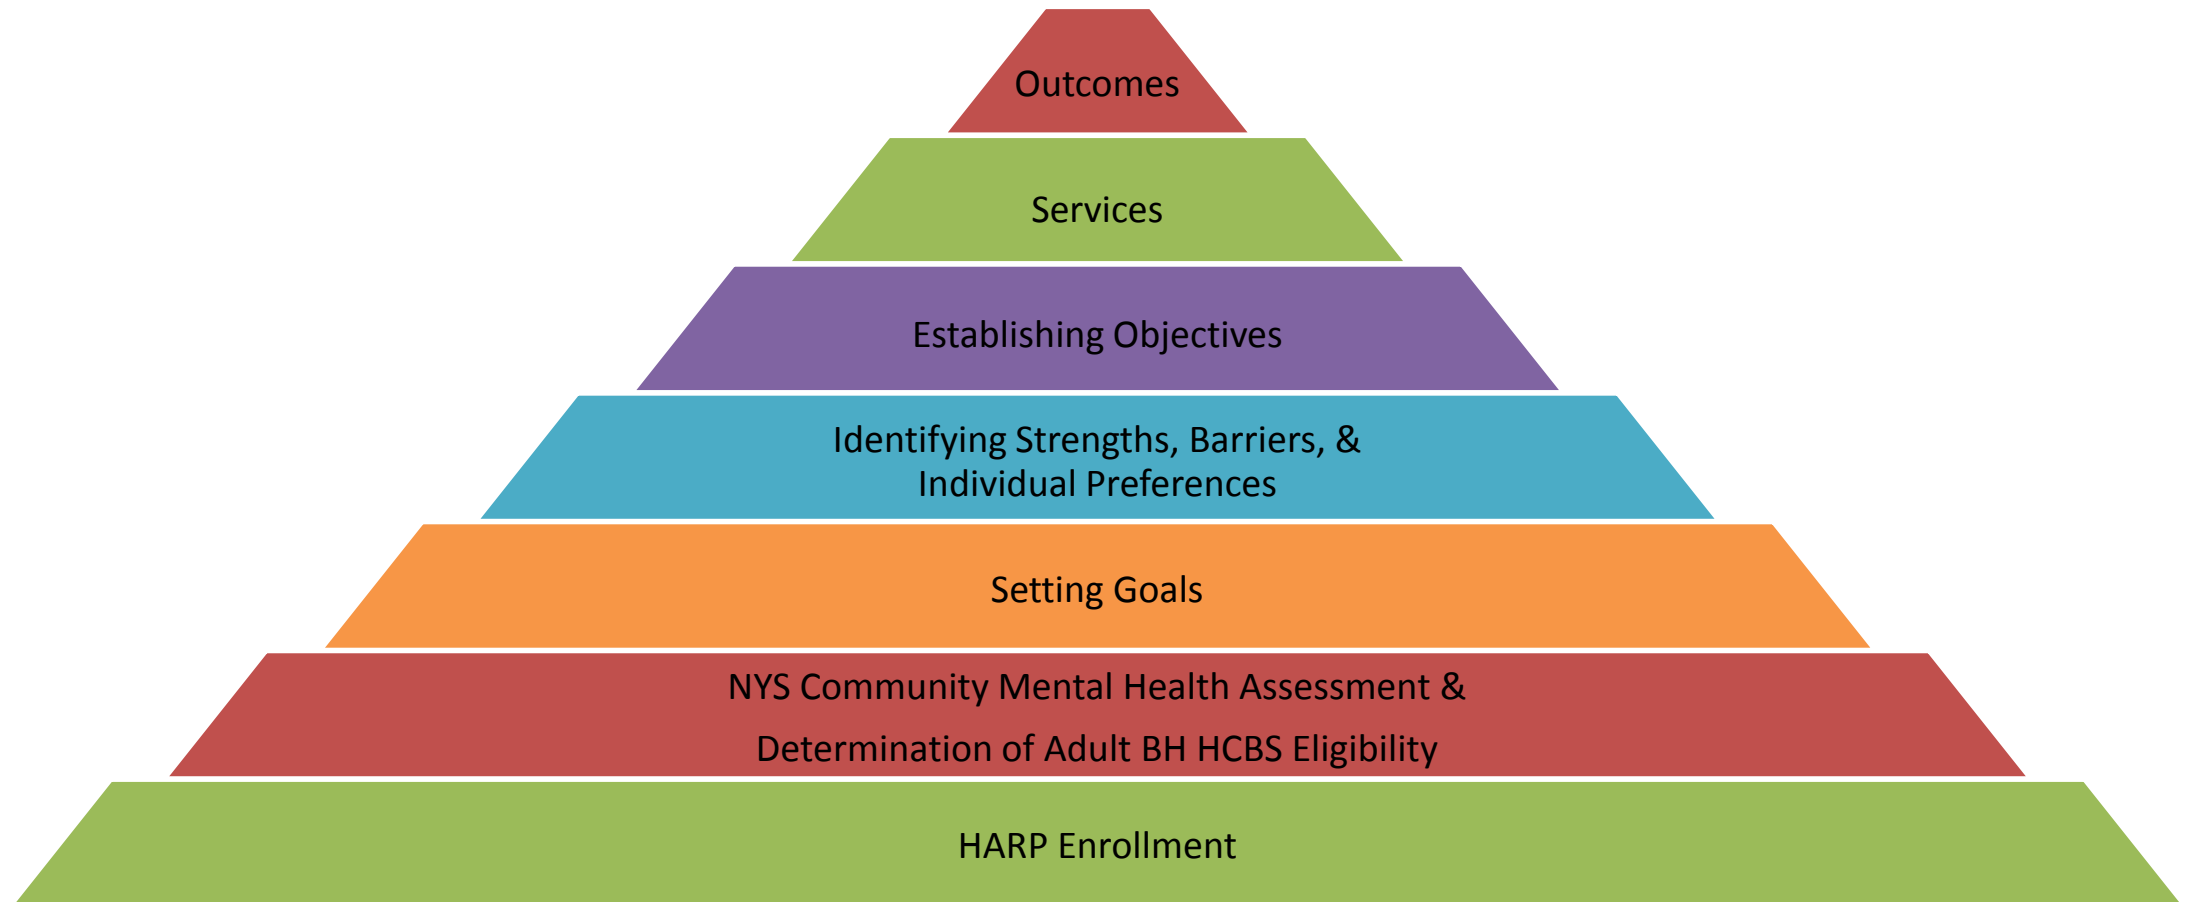 Outcomes
Services
Establishing Objectives
Identifying Strengths, Barriers, &
Individual Preferences
Setting Goals
NYS Community Mental Health Assessment &
Determination of Adult BH HCBS Eligibility
HARP Enrollment